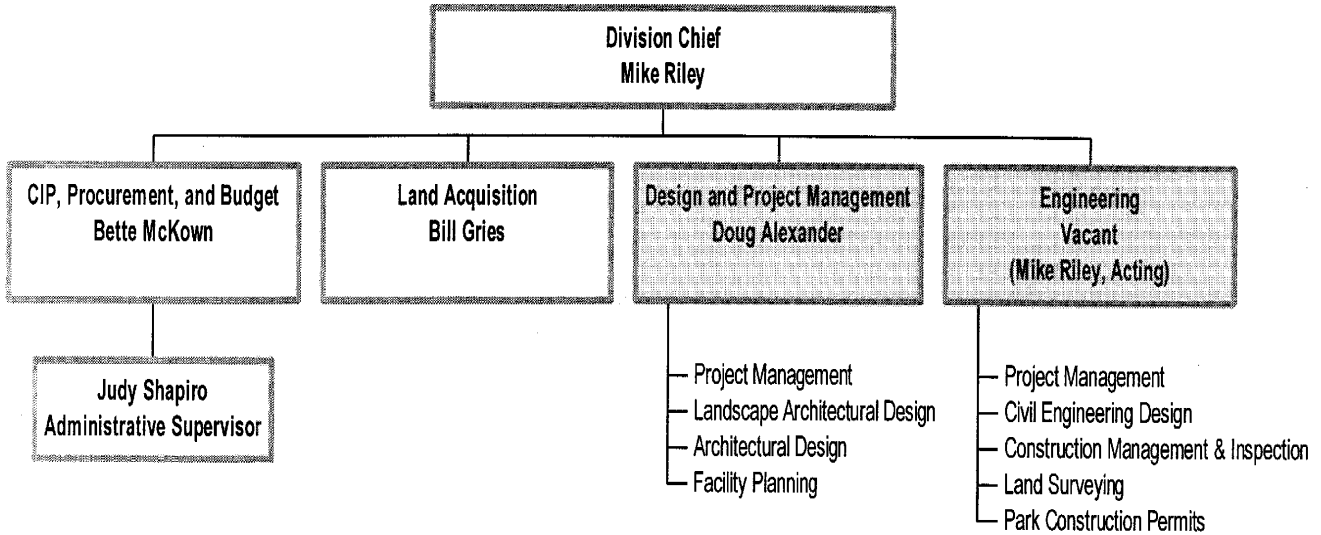 Division Chief
Mike Riley
CIP, Procurement, and Budget
Bette McKown
Land Acquisition
Bill Gries
Design and Project Management
Doug Alexander
Engineering
Vacant
(Mike Riley, Acting)
Judy Shapiro
Administrative Supervisor
Project Management
Landscape Architectural Design
Architectural Design
Facility Planning
Project Management
Civil Engineering Design
Construction Management & Inspection
Land Surveying
Park Construction Permits